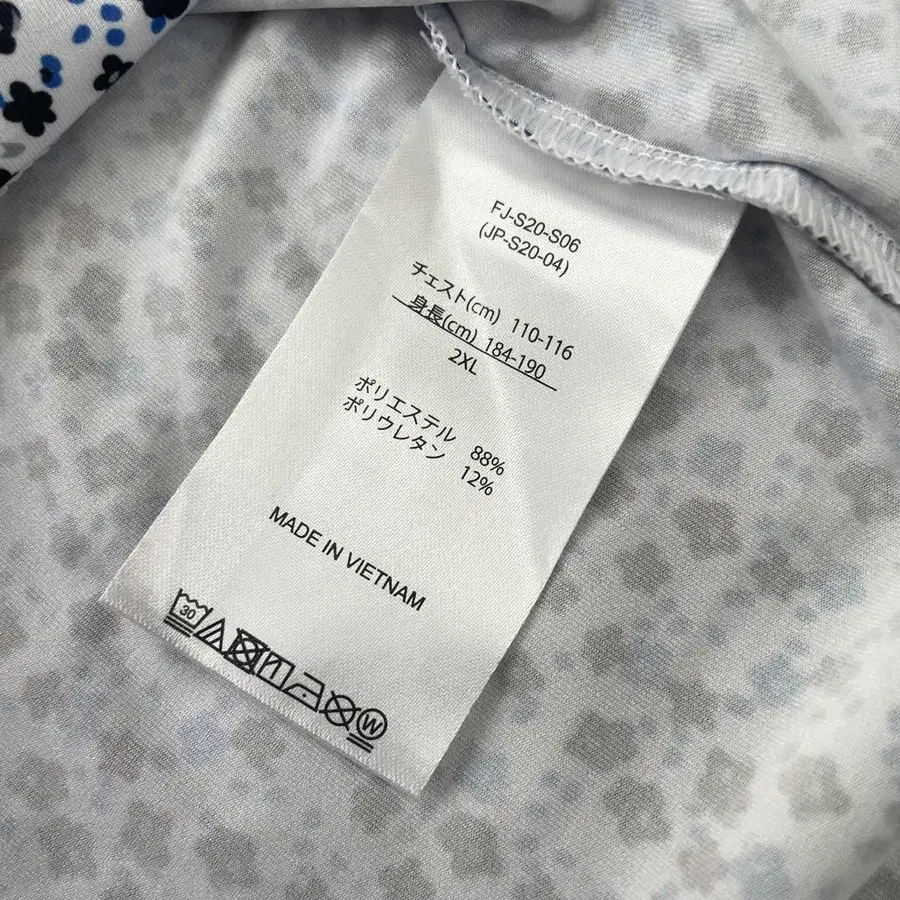 FJ-S20-S06
(JP-S20-04)
チェスト(cm) 110-116
身長(cm) 184-190
2XL
ポリエステル 88%
ポリウレタン 12%
MADE IN VIETNAM
30
W